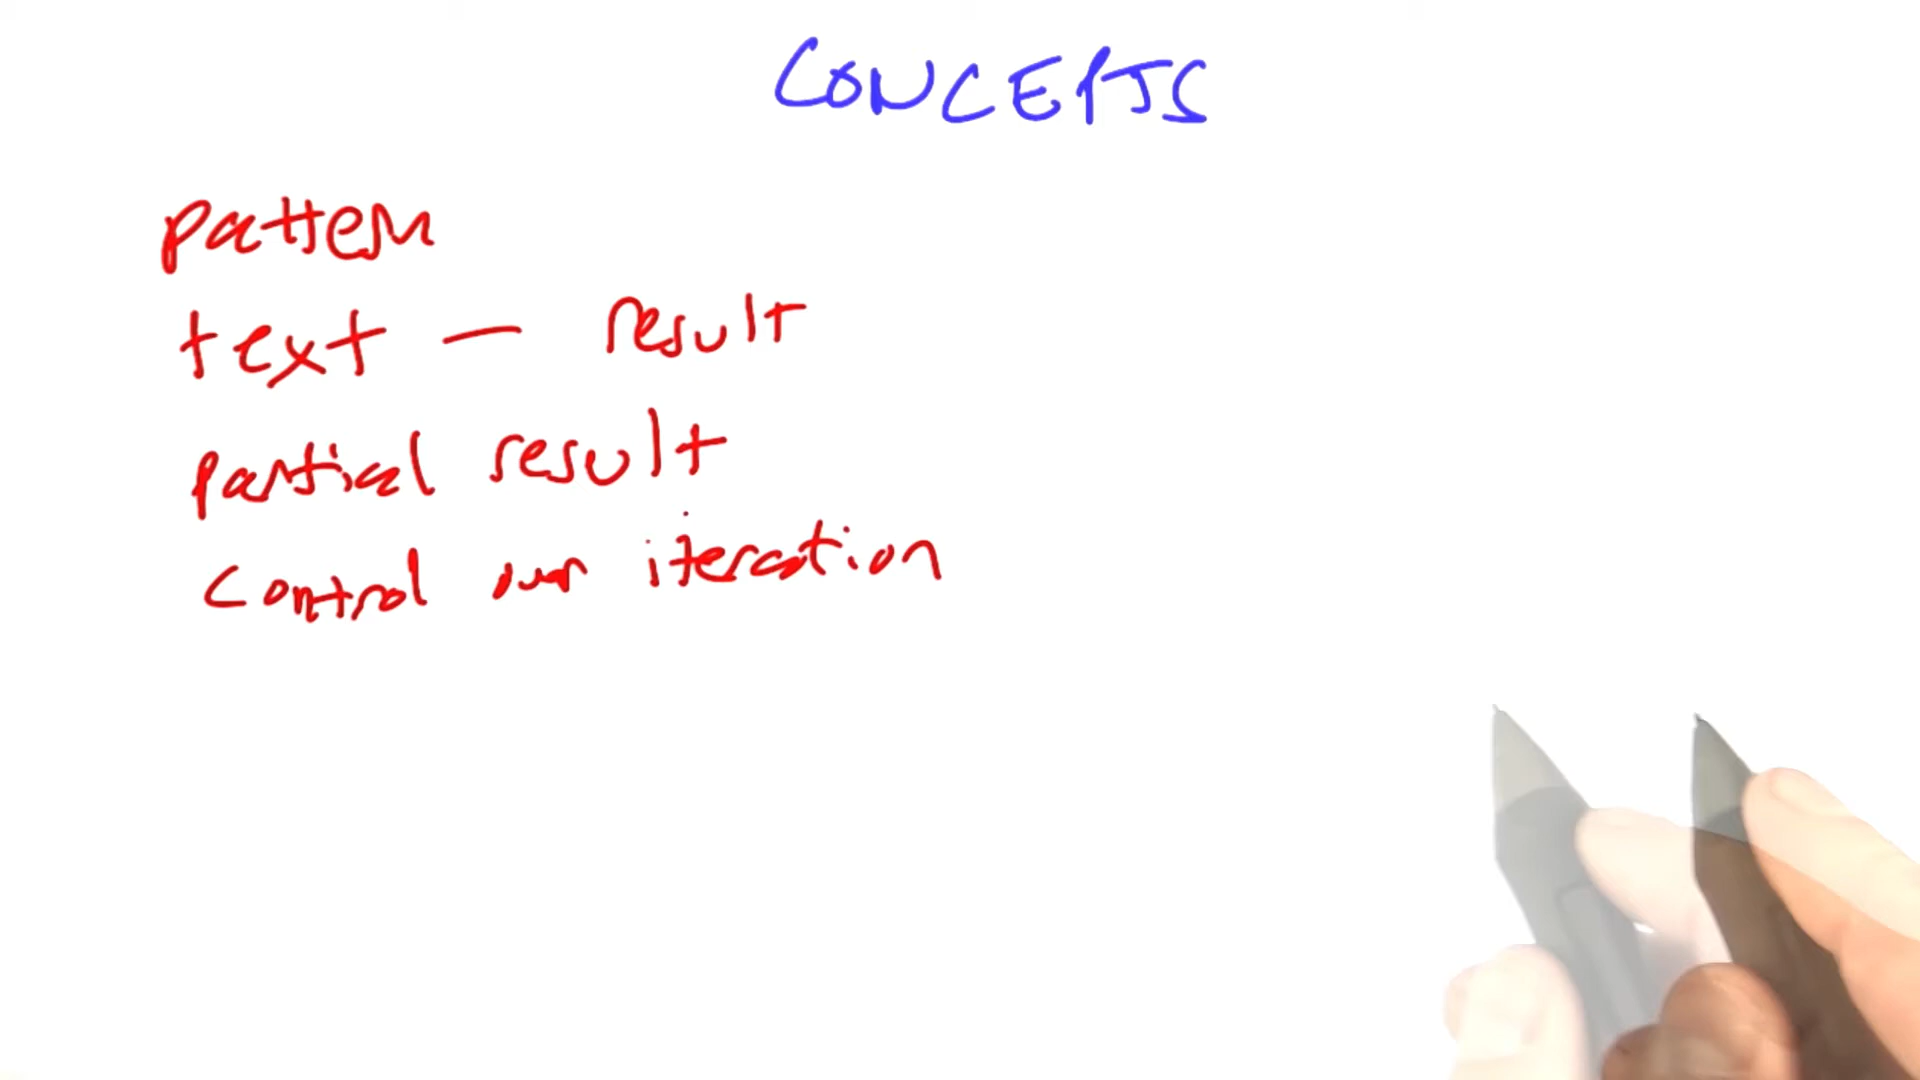 CONCEPTS
pattern
text — result
partial result
control over iteration